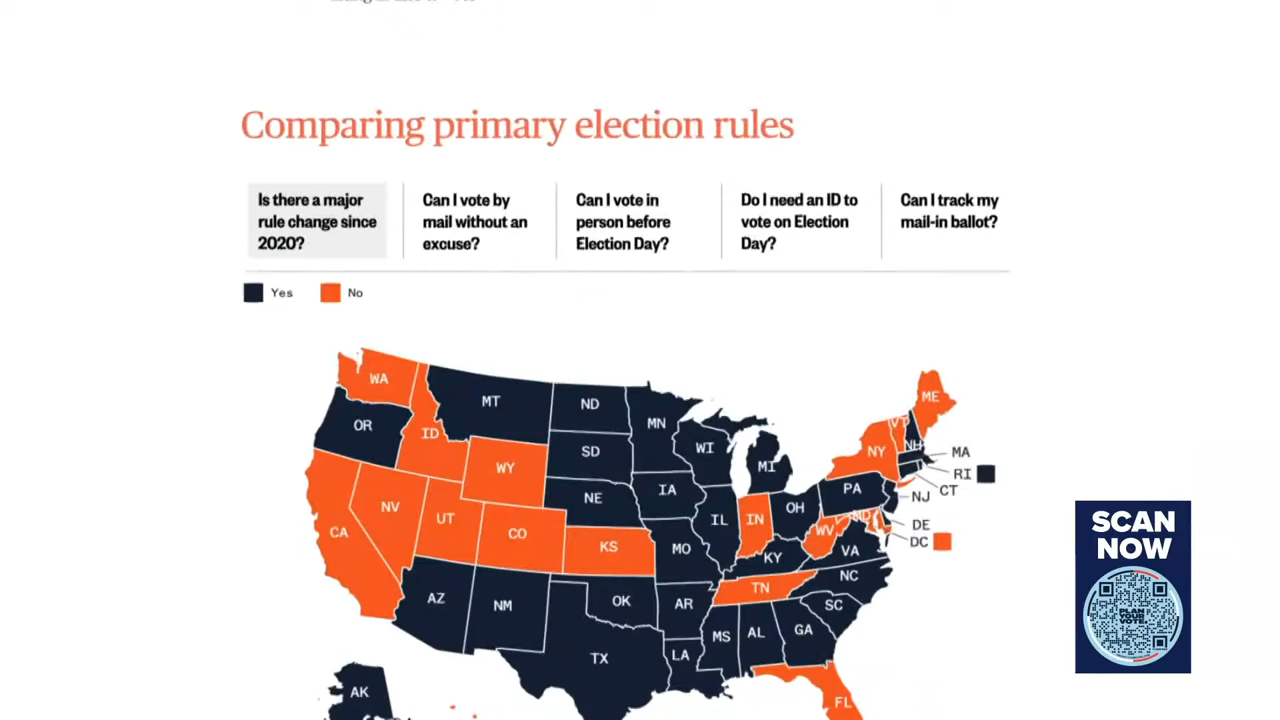 Comparing primary election rules
Is there a major
rule change since
2020?
Can I vote by
mail without an
excuse?
Can I vote in
person before
Election Day?
Do I need an ID to
vote on Election
Day?
Can I track my
mail-in ballot?
Yes
No
WA
ME
MT
ND
VT
OR
MN
ID
NH
WI
NY
MA
SD
MI
WY
RI
PA
IA
CT
NE
NJ
NV
OH
UT
IL
IN
MD
DE
CA
CO
WV
DC
KS
MO
VA
KY
NC
TN
AZ
NM
OK
AR
SC
MS
AL
GA
TX
LA
AK
FL
SCAN
NOW
PLAN
YOUR
VOTE.